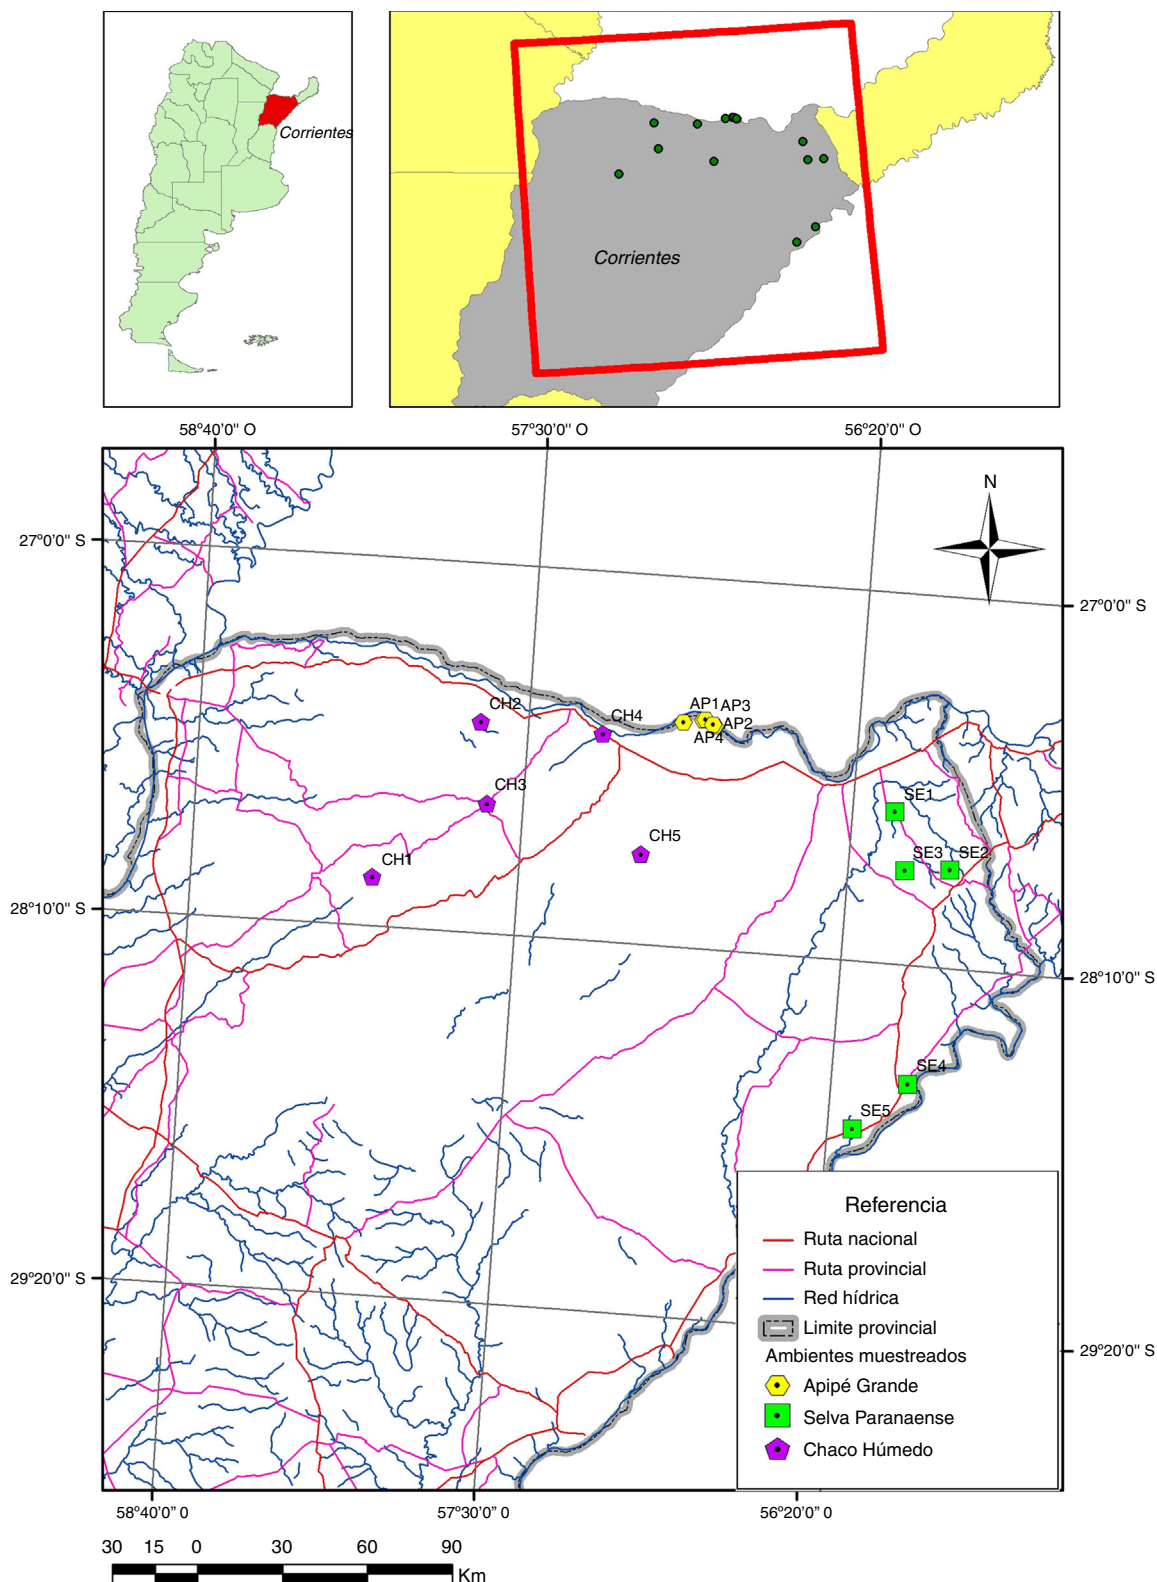 Corrientes
Corrientes
58°40'0'' O
57°30'0'' O
56°20'0'' O
N
27°0'0'' S
27°0'0'' S
CH2
CH4
AP1
AP3
AP2
AP4
CH3
SE1
CH5
CH1
SE3
SE2
28°10'0'' S
28°10'0'' S
SE4
SE5
Referencia
Ruta nacional
Ruta provincial
Red hídrica
Limite provincial
Ambientes muestreados
Apipé Grande
Selva Paranaense
Chaco Húmedo
29°20'0'' S
29°20'0'' S
58°40'0'' O
57°30'0'' O
56°20'0'' O
30 15 0 30 60 90
Km